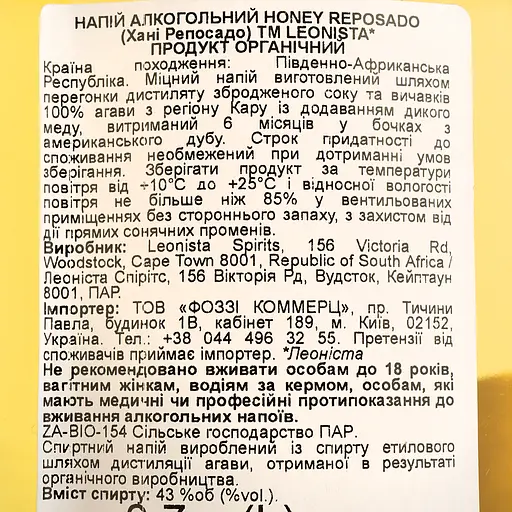 НАПІЙ АЛКОГОЛЬНИЙ HONEY REPOSADO
(Хані Репосадо) ТМ LEONISTA*
ПРОДУКТ ОРГАНІЧНИЙ
Країна походження: Південно-Африканська
Республіка. Міцний напій виготовлений шляхом
перегонки дистиляту збродженого соку та вичавків
100% агави з регіону Кару із додаванням дикого
меду, витриманий 6 місяців у бочках з
американського дубу. Строк придатності до
споживання необмежений при дотриманні умов
зберігання. Зберігати продукт за температури
повітря від +10°С до +25°С і відносної вологості
повітря не більше ніж 85% у вентильованих
приміщеннях без стороннього запаху, з захистом від
дії прямих сонячних променів.
Виробник: Leonista Spirits, 156 Victoria Rd,
Woodstock, Cape Town 8001, Republic of South Africa /
Леоніста Спірітс, 156 Вікторія Рд, Вудсток, Кейптаун
8001, ПАР.
Імпортер: ТОВ «ФОЗЗІ КОММЕРЦ», пр. Тичини
Павла, будинок 1В, кабінет 189, м. Київ, 02152,
Україна. Тел.: +38 044 496 32 55. Претензії від
споживачів приймає імпортер. *Леоніста
Не рекомендовано вживати особам до 18 років,
вагітним жінкам, водіям за кермом, особам, які
мають медичні чи професійні протипоказання до
вживання алкогольних напоїв.
ZA-BIO-154 Сільське господарство ПАР.
Спиртний напій вироблений із спирту етилового
шляхом дистиляції агави, отриманої в результаті
органічного виробництва.
Вміст спирту: 43 %об (%vol.).